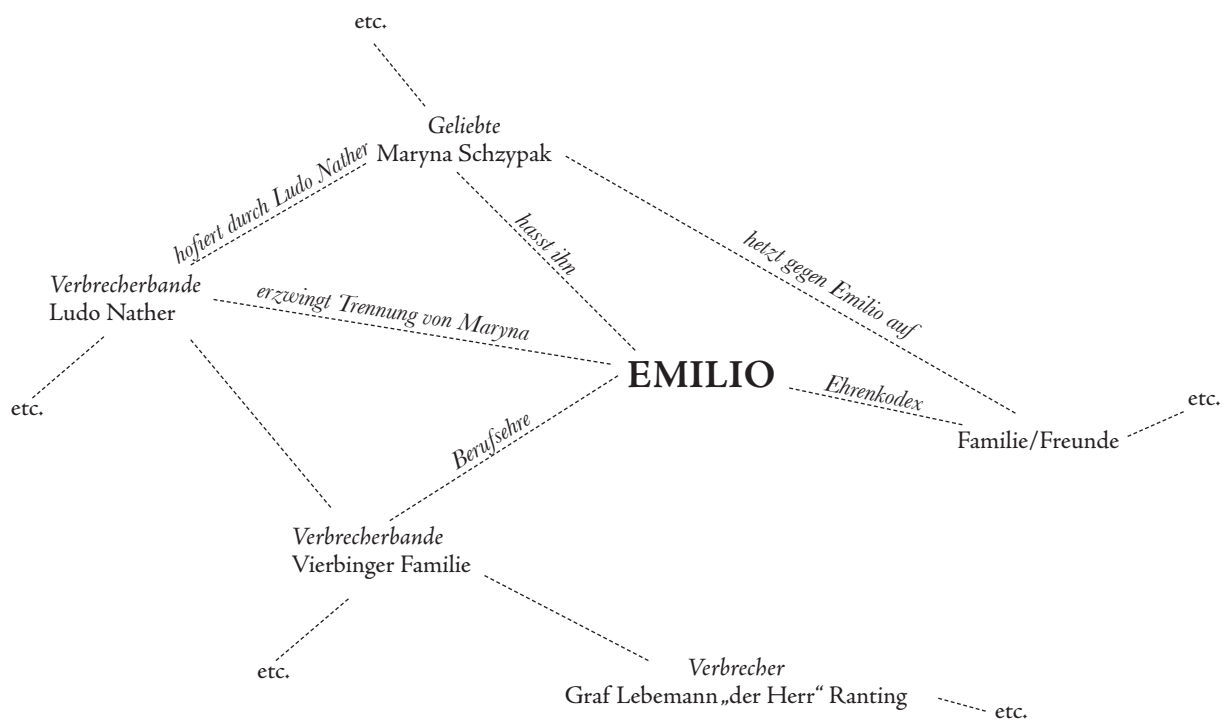 etc.
Geliebte
Maryna Schzypak
hofiert durch Ludo Nather
hasst ihn
hetzt gegen Emilio auf
Verbrecherbande
Ludo Nather
erzwingt Trennung von Maryna
EMILIO
Ehrenkodex
etc.
etc.
Familie/Freunde
Berufsehre
Verbrecherbande
Vierbinger Familie
etc.
Verbrecher
Graf Lebemann „der Herr“ Ranting
etc.